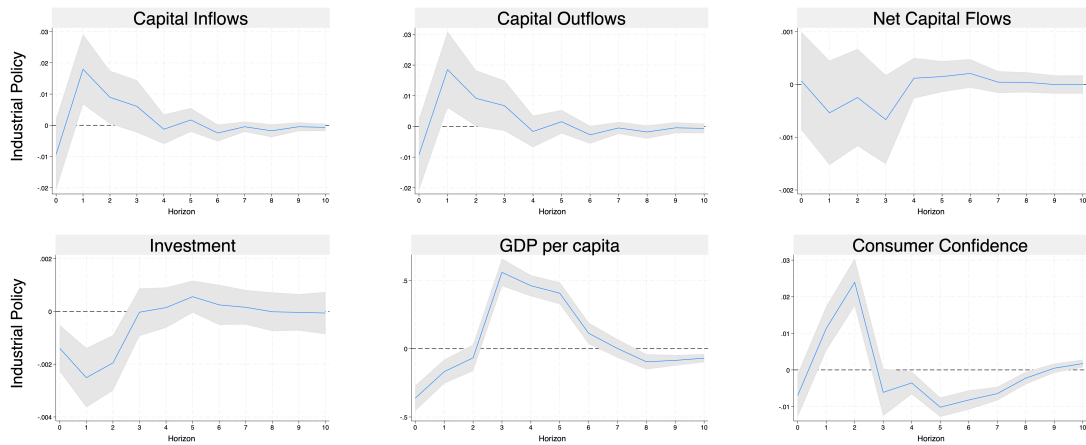 Capital Inflows
Industrial Policy
.03
.02
.01
0
-.01
-.02
0 1 2 3 4 5 6 7 8 9 10
Horizon
Capital Outflows
.03
.02
.01
0
-.01
-.02
0 1 2 3 4 5 6 7 8 9 10
Horizon
Net Capital Flows
.001
0
-.001
-.002
0 1 2 3 4 5 6 7 8 9 10
Horizon
Investment
Industrial Policy
.002
0
-.002
-.004
0 1 2 3 4 5 6 7 8 9 10
Horizon
GDP per capita
.5
0
-.5
0 1 2 3 4 5 6 7 8 9 10
Horizon
Consumer Confidence
.03
.02
.01
0
-.01
0 1 2 3 4 5 6 7 8 9 10
Horizon